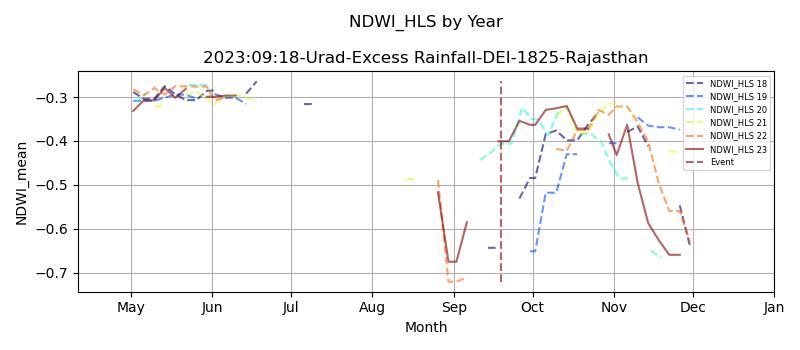 NDWI_HLS by Year
2023:09:18-Urad-Excess Rainfall-DEI-1825-Rajasthan
NDWI_mean
−0.3
−0.4
−0.5
−0.6
−0.7
NDWI_HLS 18
NDWI_HLS 19
NDWI_HLS 20
NDWI_HLS 21
NDWI_HLS 22
NDWI_HLS 23
Event
May Jun Jul Aug Sep Oct Nov Dec Jan
Month